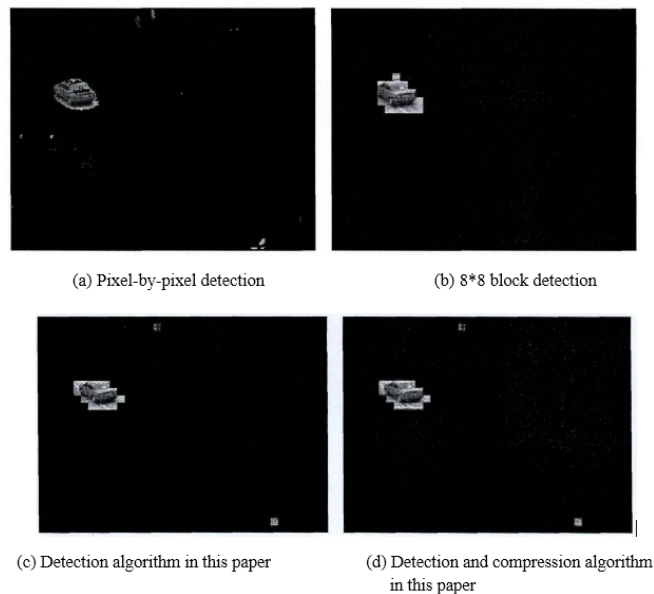 (a) Pixel-by-pixel detection
(b) 8*8 block detection
(c) Detection algorithm in this paper
(d) Detection and compression algorithm
in this paper